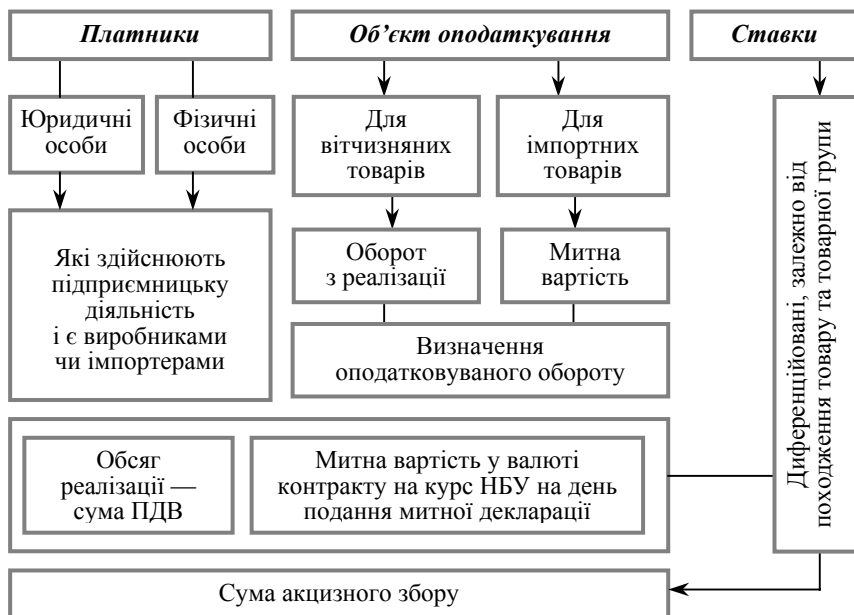 Платники
Об’єкт оподаткування
Ставки
Юридичні
особи
Фізичні
особи
Для
вітчизняних
товарів
Для
імпортних
товарів
Які здійснюють
підприємницьку
діяльність
і є виробниками
чи імпортерами
Оборот
з реалізації
Митна
вартість
Визначення
оподатковуваного обороту
Диференційовані, залежно від
походження товару та товарної групи
Обсяг
реалізації —
сума ПДВ
Митна вартість у валюті
контракту на курс НБУ на день
подання митної декларації
Сума акцизного збору